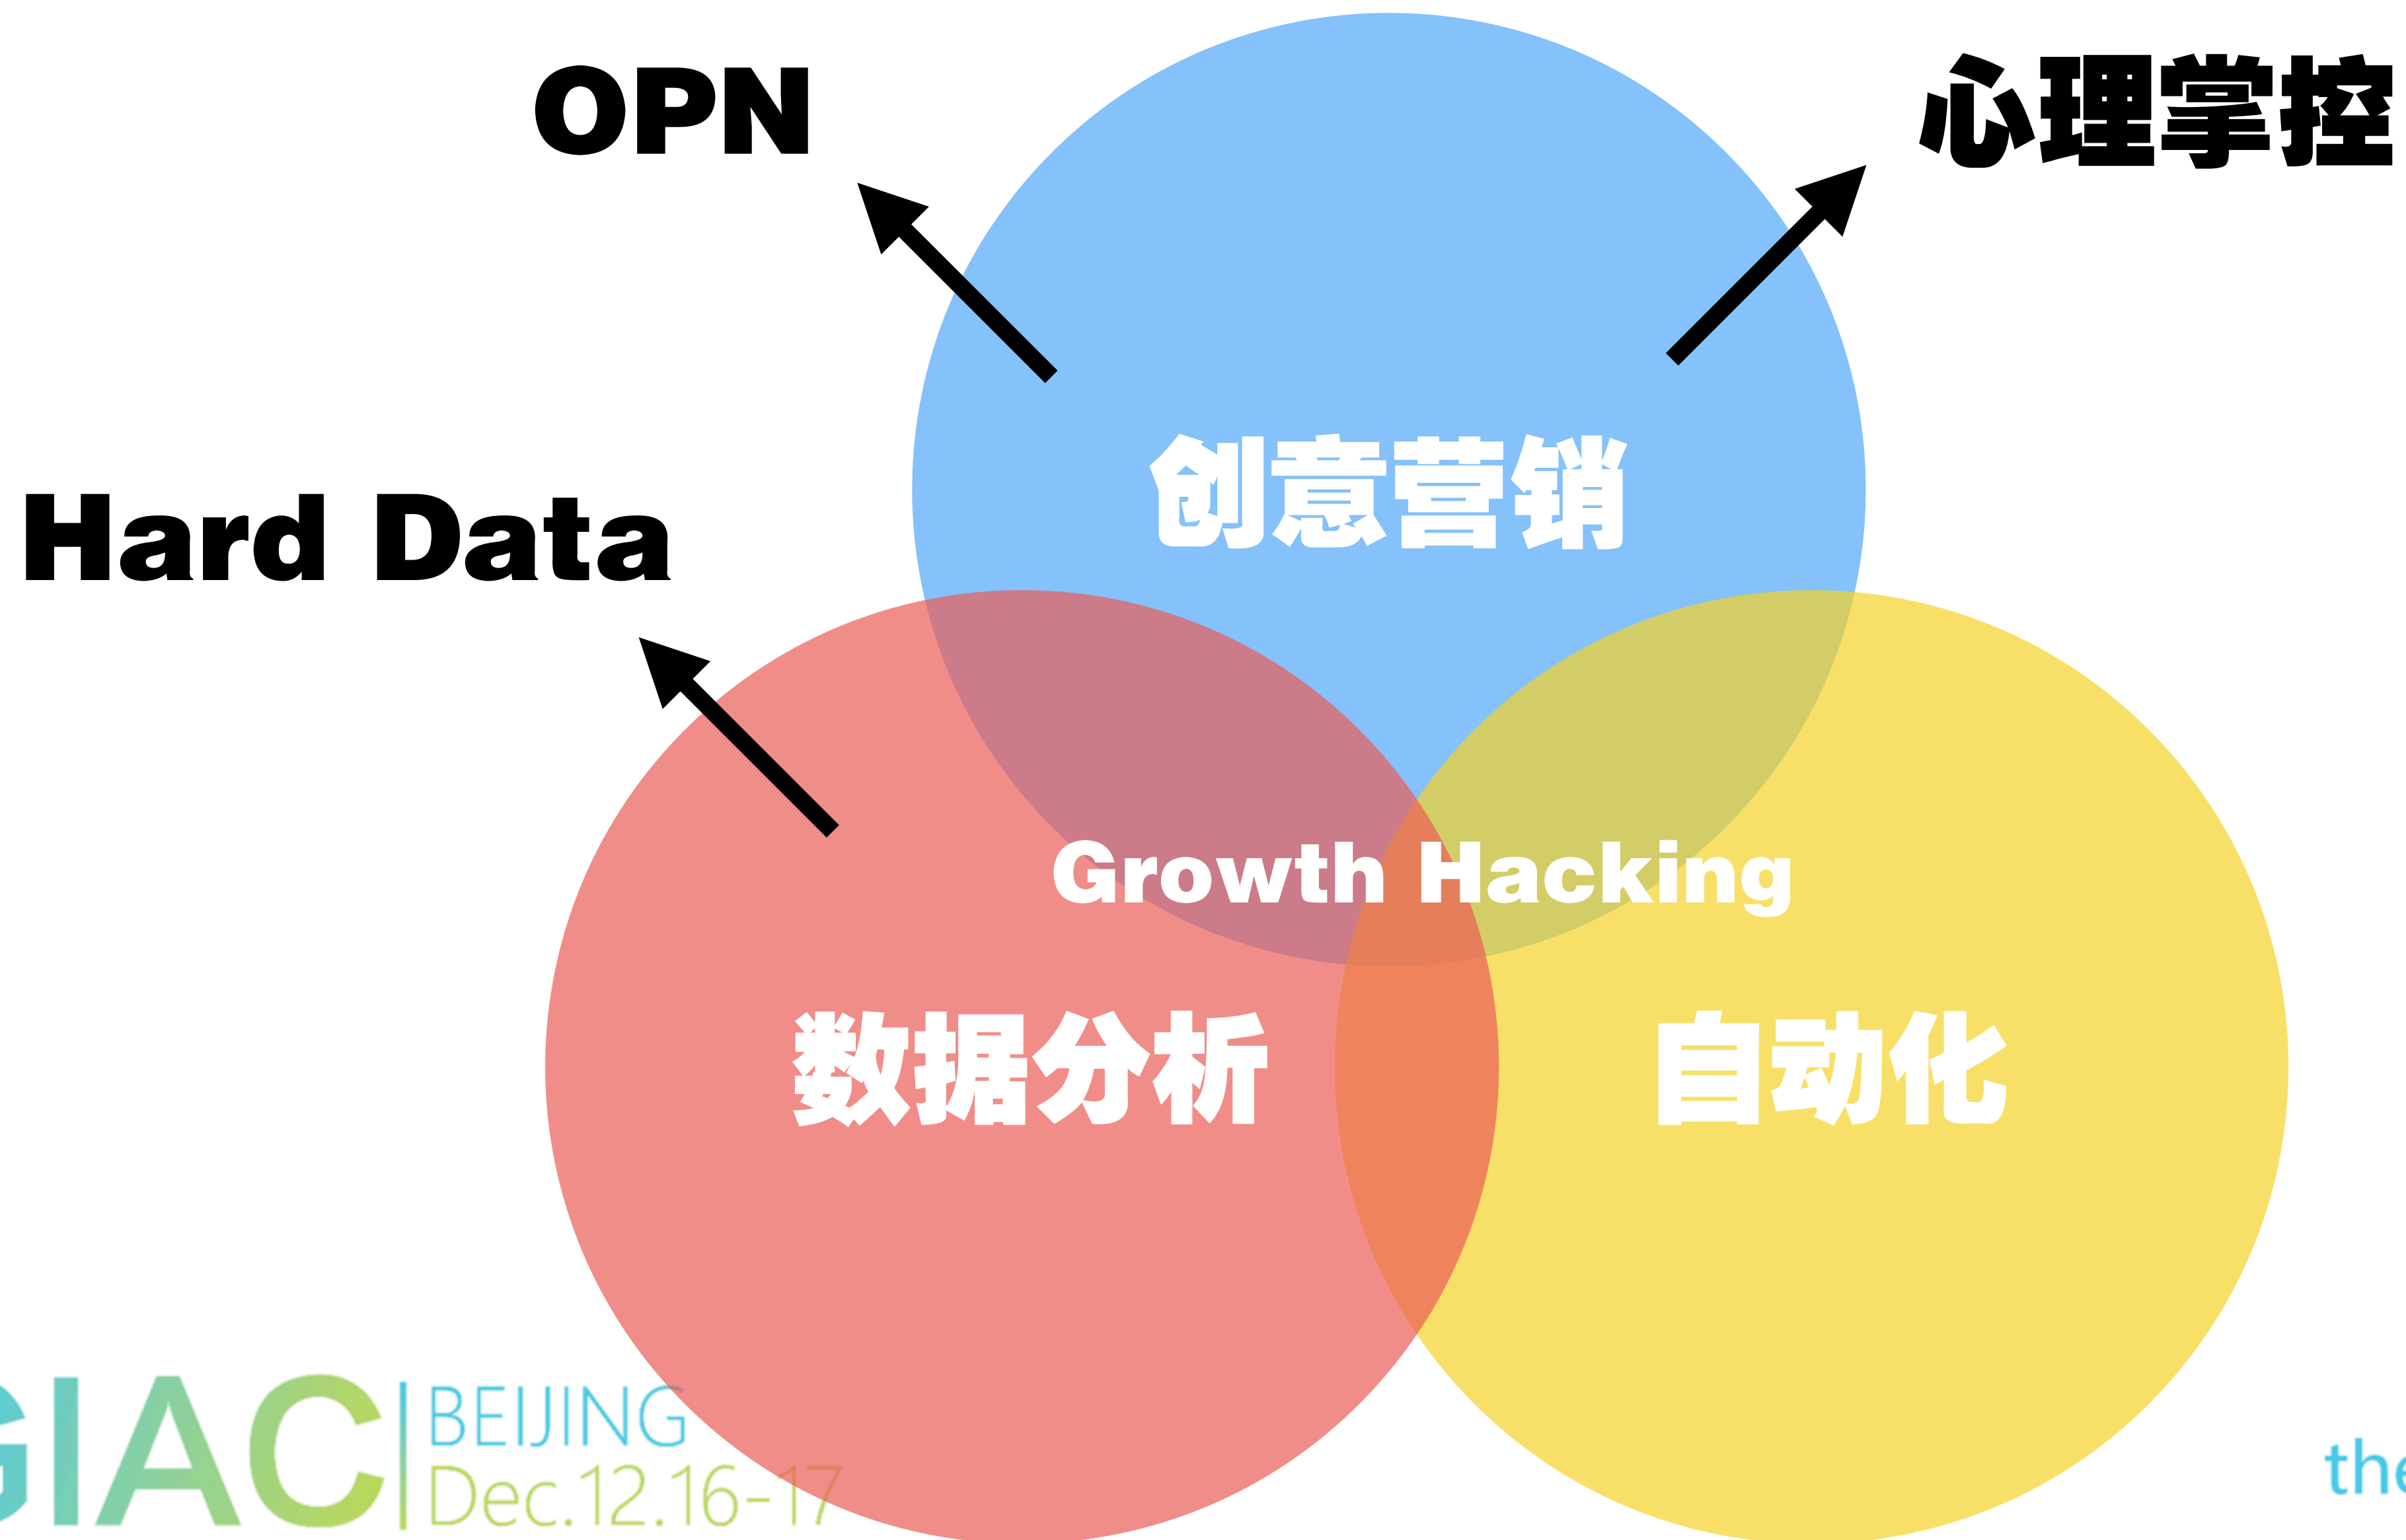 OPN
心理掌控
创意营销
Hard Data
Growth Hacking
数据分析
自动化
GIAC
BEIJING
Dec.12.16-17